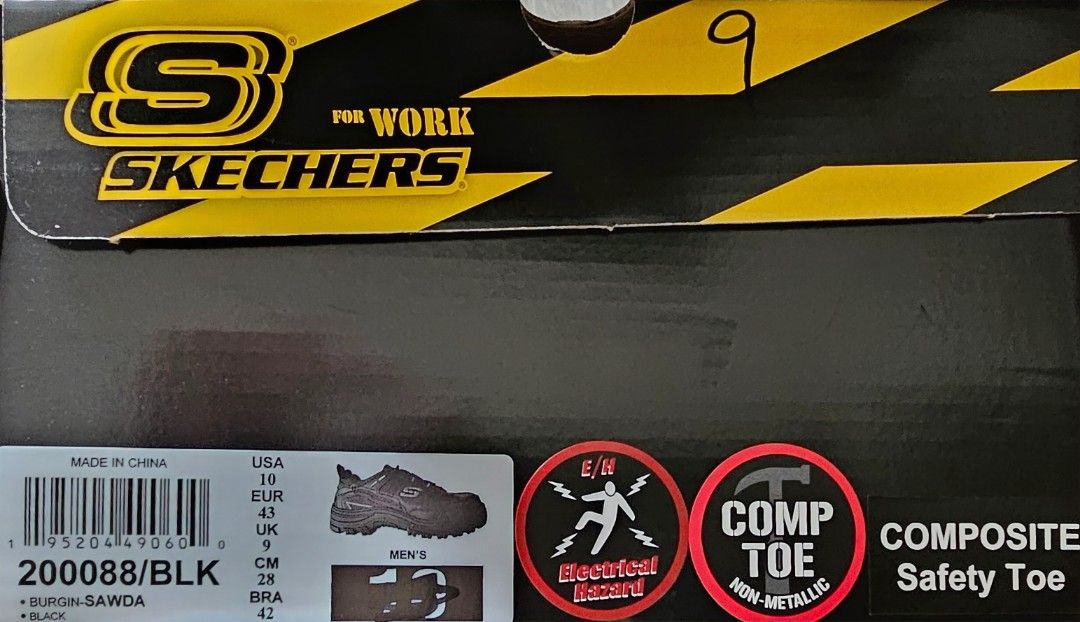 9
S
FOR WORK
SKECHERS
MADE IN CHINA
1 95204 49060 0
200088/BLK
• BURGIN-SAWDA
• BLACK
USA
10
EUR
43
UK
9
CM
28
BRA
42
MEN'S
E/H
Electrical
Hazard
COMP
TOE
NON-METALLIC
COMPOSITE
Safety Toe